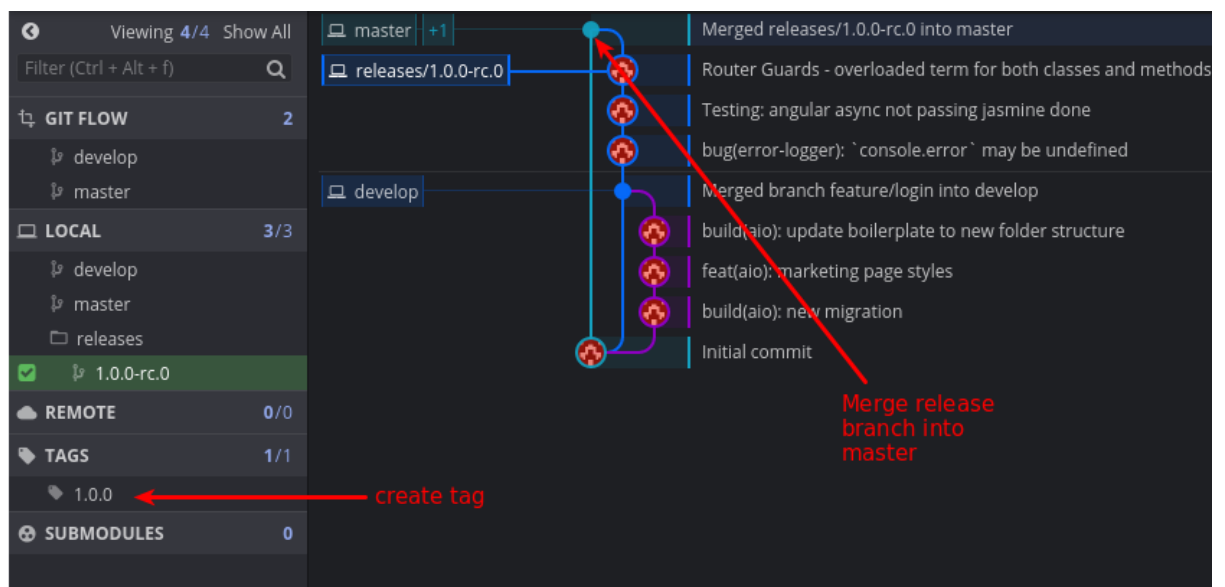 Viewing 4/4 Show All
Filter (Ctrl + Alt + f)
GIT FLOW 2
develop
master
LOCAL 3/3
develop
master
releases
1.0.0-rc.0
REMOTE 0/0
TAGS 1/1
1.0.0
SUBMODULES 0
master +1
releases/1.0.0-rc.0
develop
Merged releases/1.0.0-rc.0 into master
Router Guards - overloaded term for both classes and methods
Testing: angular async not passing jasmine done
bug(error-logger): `console.error` may be undefined
Merged branch feature/login into develop
build(aio): update boilerplate to new folder structure
feat(aio): marketing page styles
build(aio): new migration
Initial commit
Merge release
branch into
master
create tag